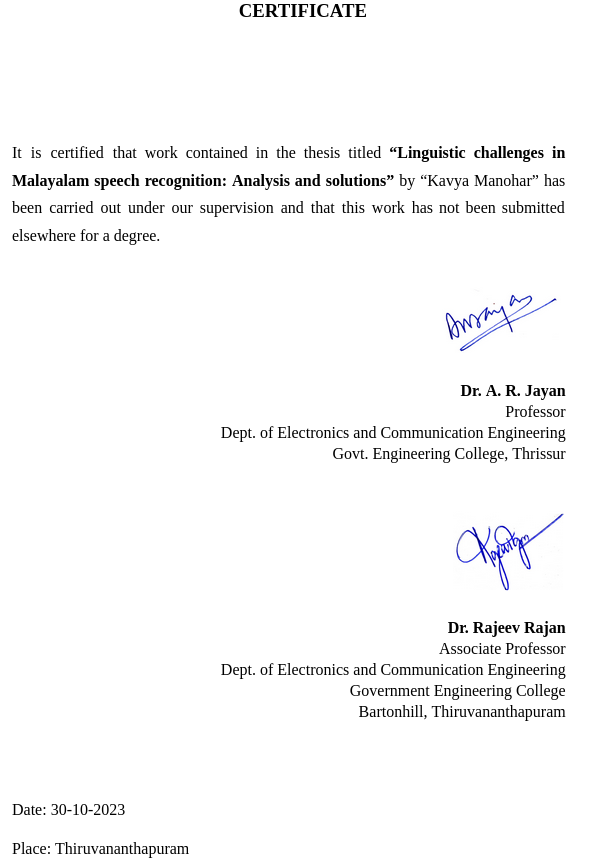 CERTIFICATE
It is certified that work contained in the thesis titled “Linguistic challenges in
Malayalam speech recognition: Analysis and solutions” by “Kavya Manohar” has
been carried out under our supervision and that this work has not been submitted
elsewhere for a degree.
Dr. A. R. Jayan
Professor
Dept. of Electronics and Communication Engineering
Govt. Engineering College, Thrissur
Dr. Rajeev Rajan
Associate Professor
Dept. of Electronics and Communication Engineering
Government Engineering College
Bartonhill, Thiruvananthapuram
Date: 30-10-2023
Place: Thiruvananthapuram